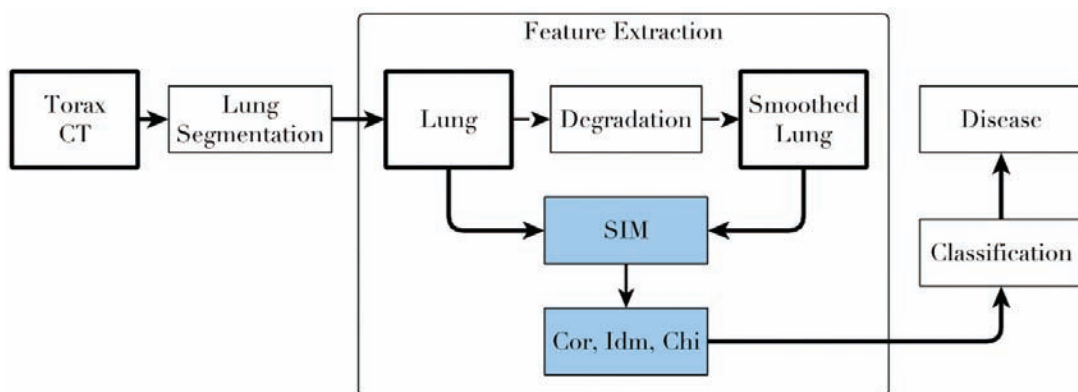 Feature Extraction
Torax
CT
Lung
Segmentation
Lung
Degradation
Smoothed
Lung
Disease
SIM
Classification
Cor, Idm, Chi